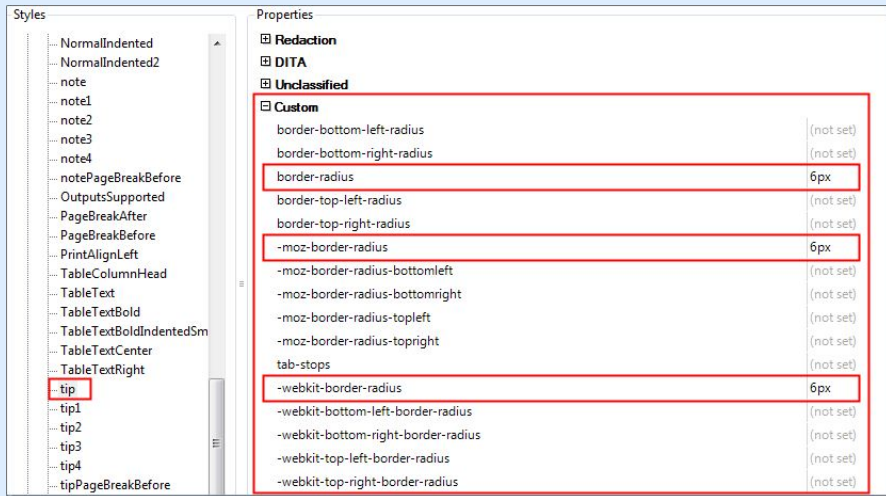 Styles
NormalIndented
NormalIndented2
note
note1
note2
note3
note4
notePageBreakBefore
OutputsSupported
PageBreakAfter
PageBreakBefore
PrintAlignLeft
TableColumnHead
TableText
TableTextBold
TableTextBoldIndentedSm
TableTextCenter
TableTextRight
tip
tip1
tip2
tip3
tip4
tipPageBreakBefore
Properties
Redaction
DITA
Unclassified
Custom
border-bottom-left-radius (not set)
border-bottom-right-radius (not set)
border-radius 6px
border-top-left-radius (not set)
border-top-right-radius (not set)
-moz-border-radius 6px
-moz-border-radius-bottomleft (not set)
-moz-border-radius-bottomright (not set)
-moz-border-radius-topleft (not set)
-moz-border-radius-topright (not set)
tab-stops (not set)
-webkit-border-radius 6px
-webkit-bottom-left-border-radius (not set)
-webkit-bottom-right-border-radius (not set)
-webkit-top-left-border-radius (not set)
-webkit-top-right-border-radius (not set)